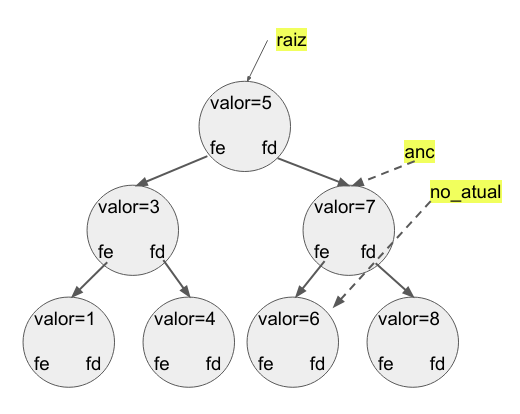 raiz
valor=5
fe fd
anc
no_atual
valor=3
valor=7
fe fd
fe fd
valor=1
valor=4
valor=6
valor=8
fe fd
fe fd
fe fd
fe fd